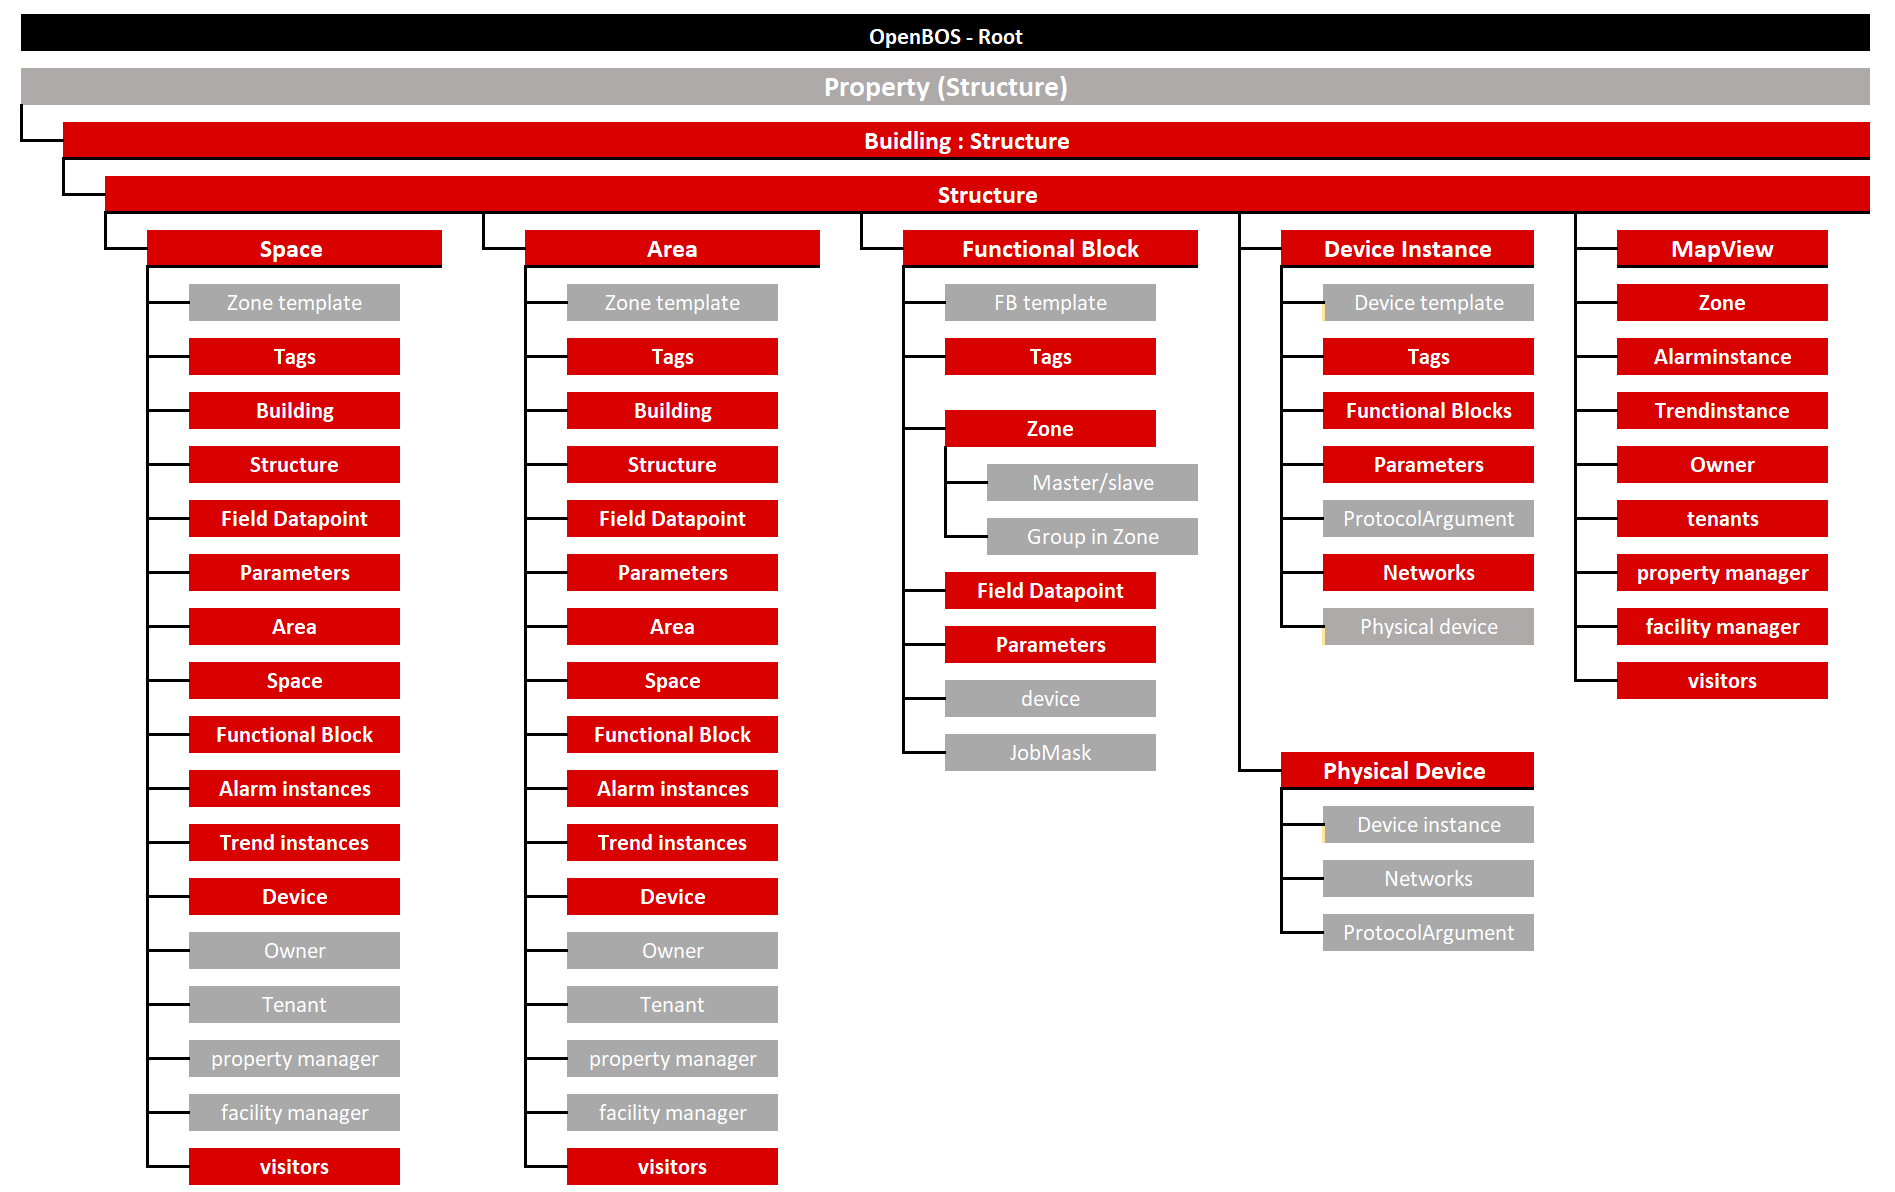 OpenBOS - Root
Property (Structure)
Buidling : Structure
Structure
Space
Zone template
Tags
Building
Structure
Field Datapoint
Parameters
Area
Space
Functional Block
Alarm instances
Trend instances
Device
Owner
Tenant
property manager
facility manager
visitors
Area
Zone template
Tags
Building
Structure
Field Datapoint
Parameters
Area
Space
Functional Block
Alarm instances
Trend instances
Device
Owner
Tenant
property manager
facility manager
visitors
Functional Block
FB template
Tags
Zone
Master/slave
Group in Zone
Field Datapoint
Parameters
device
JobMask
Device Instance
Device template
Tags
Functional Blocks
Parameters
ProtocolArgument
Networks
Physical device
Physical Device
Device instance
Networks
ProtocolArgument
MapView
Zone
Alarminstance
Trendinstance
Owner
tenants
property manager
facility manager
visitors